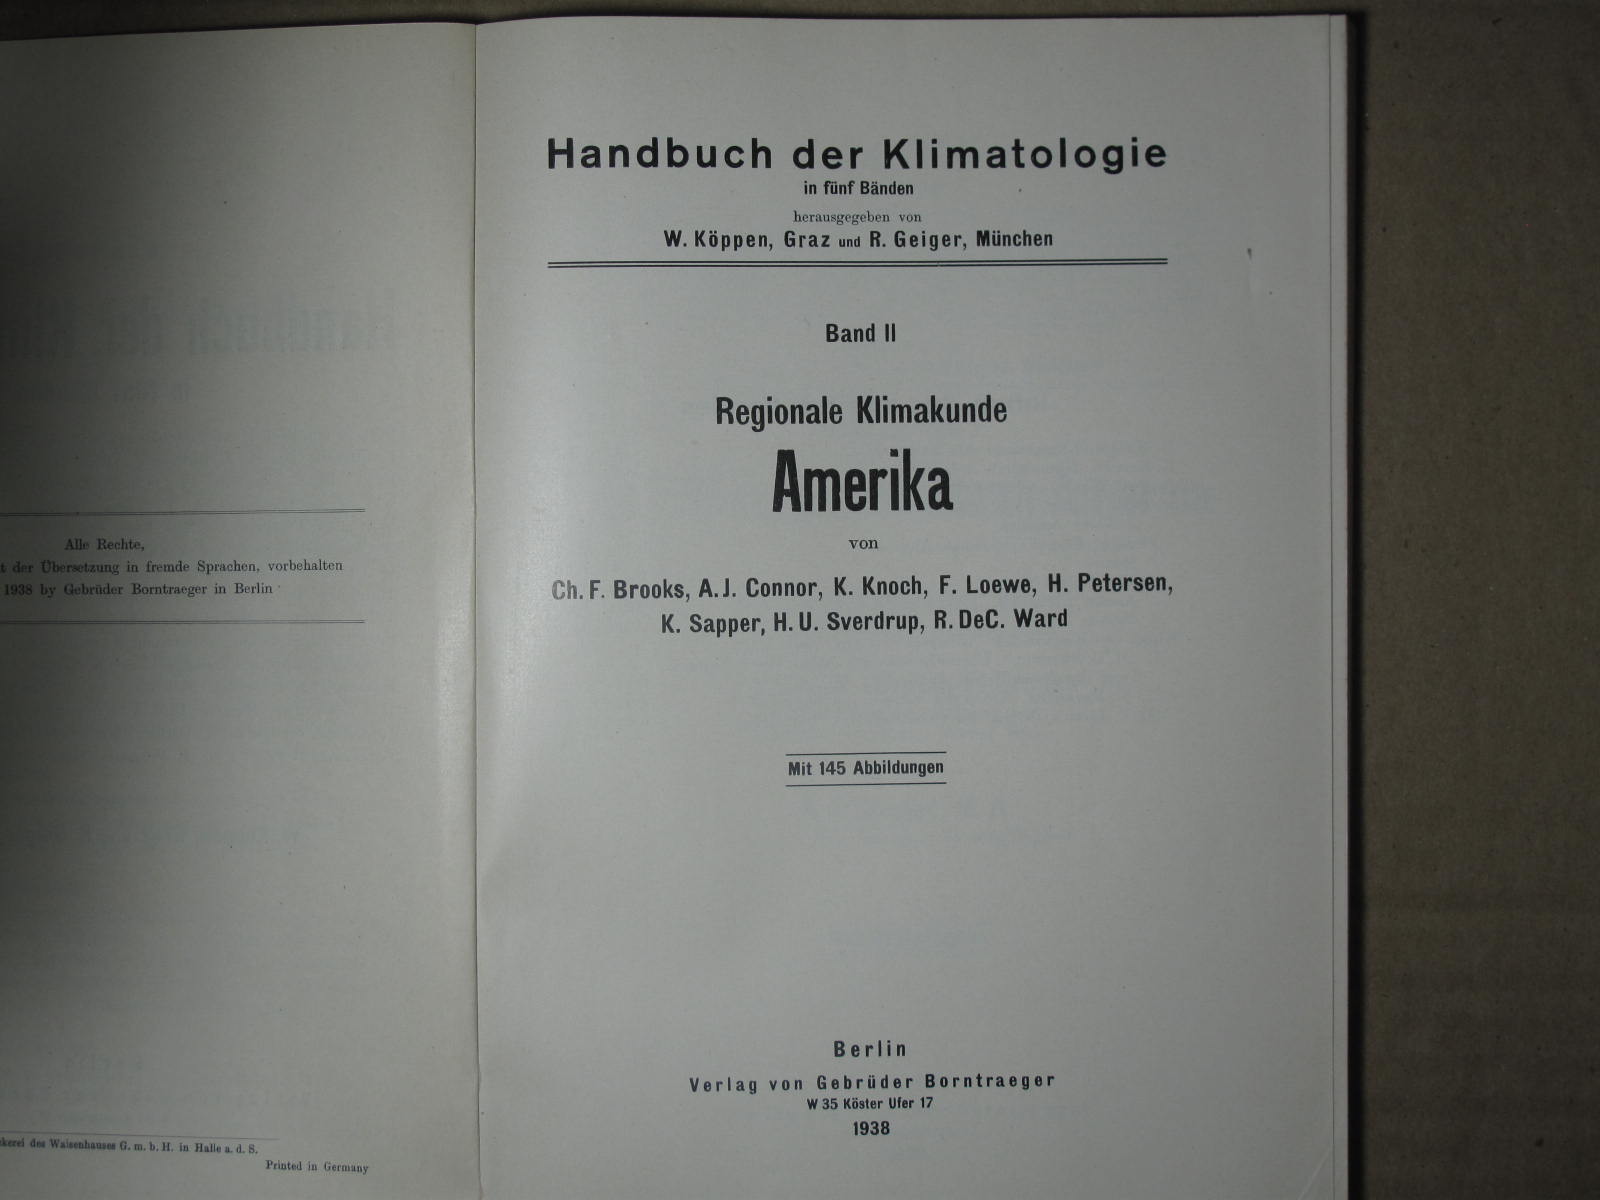 Alle Rechte,
der Übersetzung in fremde Sprachen, vorbehalten
1938 by Gebrüder Borntraeger in Berlin
des Waisenhauses G. m. b. H. in Halle a. d. S.
Printed in Germany
Handbuch der Klimatologie
in fünf Bänden
herausgegeben von
W. Köppen, Graz und R. Geiger, München
Band II
Regionale Klimakunde
Amerika
von
Ch. F. Brooks, A. J. Connor, K. Knoch, F. Loewe, H. Petersen,
K. Sapper, H. U. Sverdrup, R. DeC. Ward
Mit 145 Abbildungen
Berlin
Verlag von Gebrüder Borntraeger
W 35 Köster Ufer 17
1938